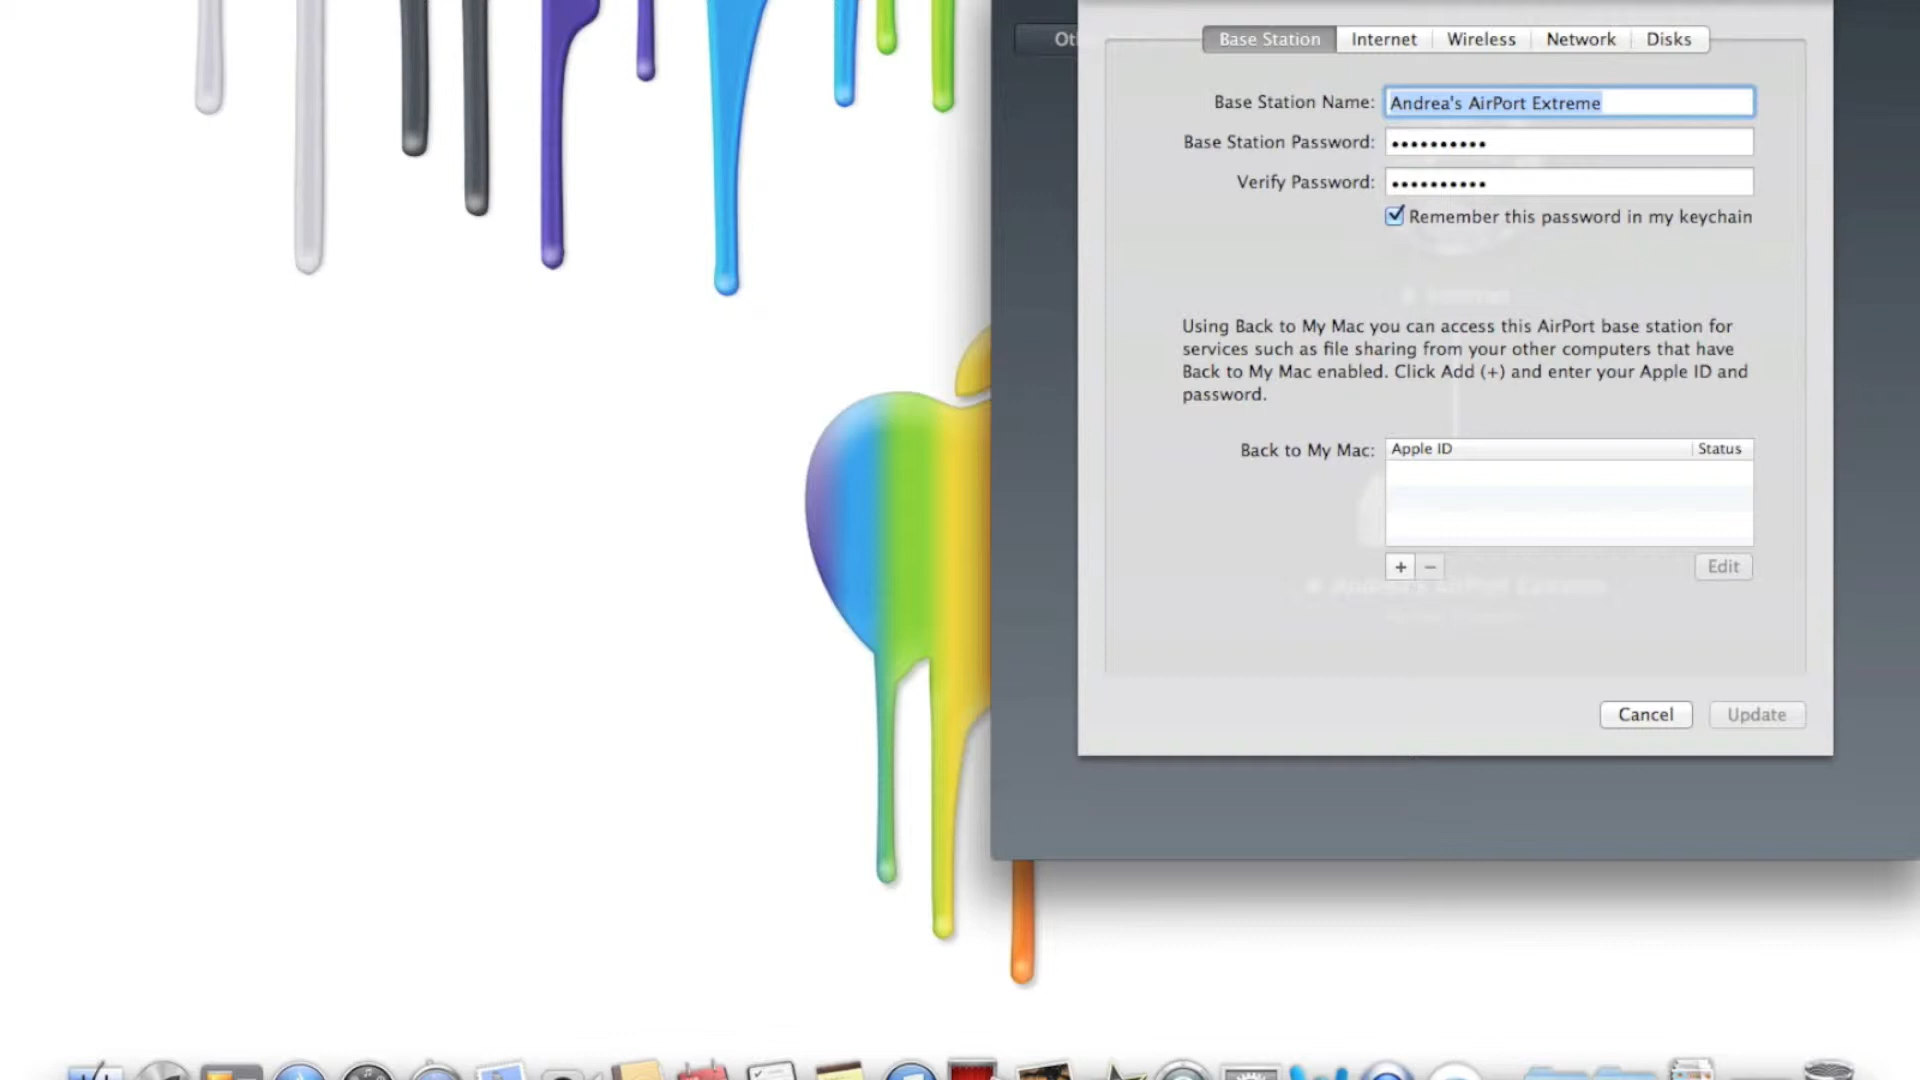 Base Station Internet Wireless Network Disks
Base Station Name: Andrea's AirPort Extreme
Base Station Password: ••••••••••
Verify Password: ••••••••••
Remember this password in my keychain
Using Back to My Mac you can access this AirPort base station for
services such as file sharing from your other computers that have
Back to My Mac enabled. Click Add (+) and enter your Apple ID and
password.
Back to My Mac: Apple ID Status
+ − Edit
Andrea's AirPort Extreme
Cancel Update